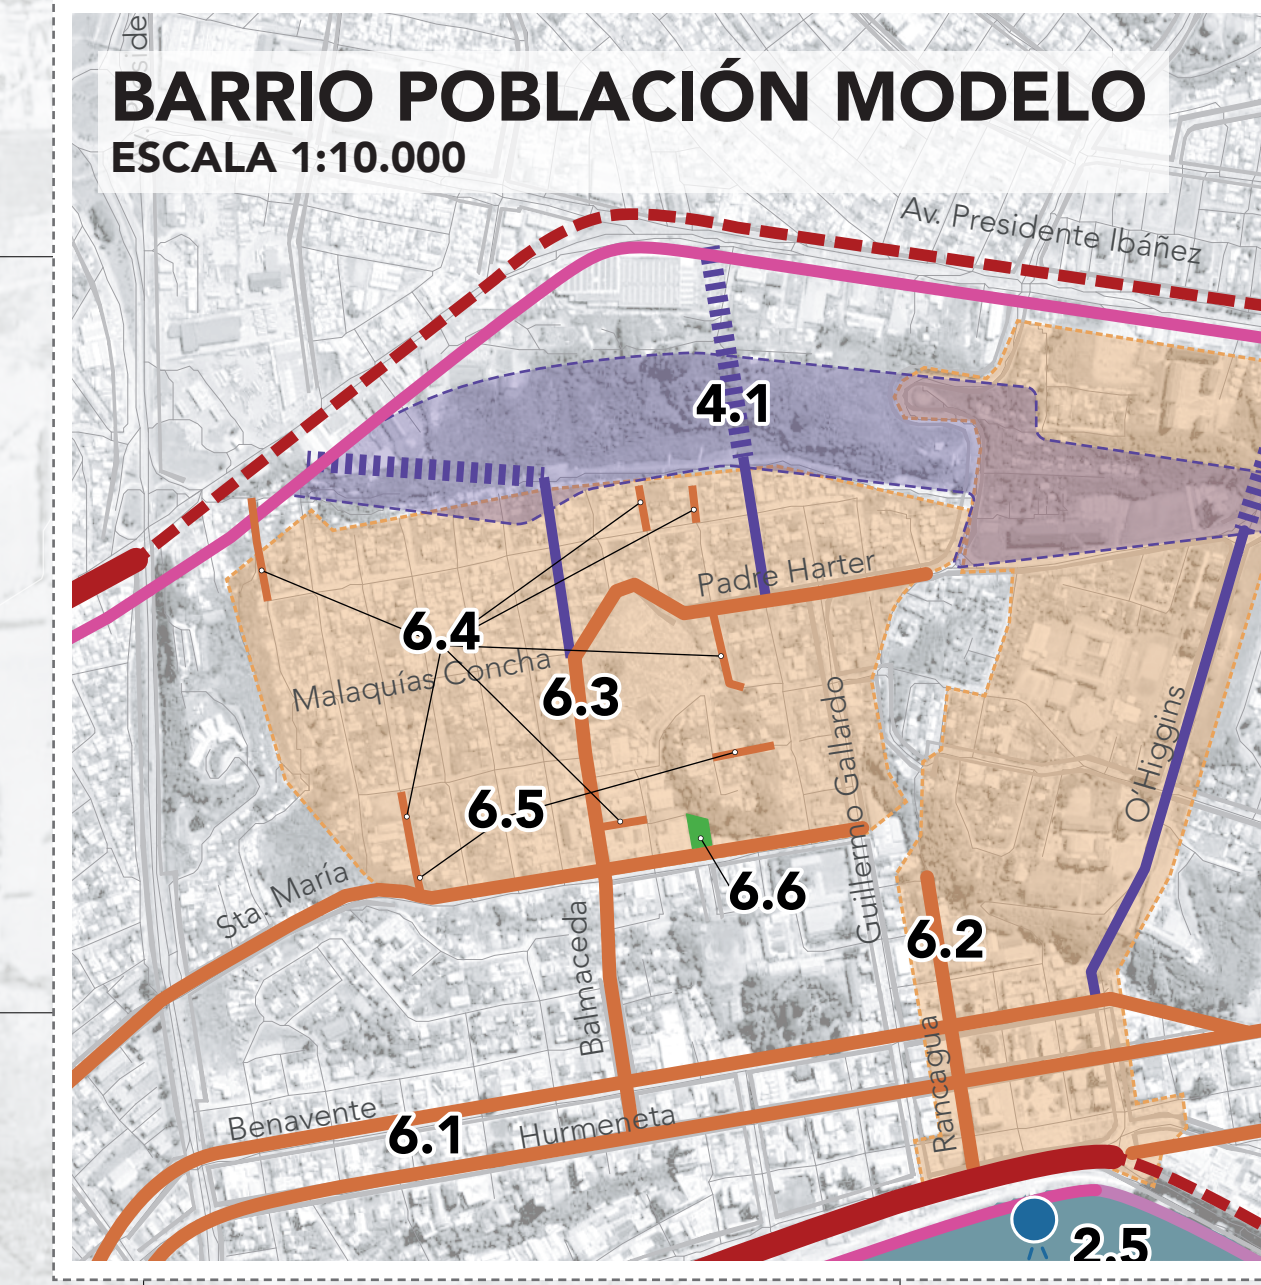 side
BARRIO POBLACIÓN MODELO
ESCALA 1:10.000
Av. Presidente Ibáñez
4.1
Padre Harter
6.4
Malaquías Concha
6.3
Guillermo Gallardo
O'Higgins
6.5
6.6
Sta. María
6.2
Balmaceda
Rancagua
Benavente
6.1
Hurmeneta
2.5